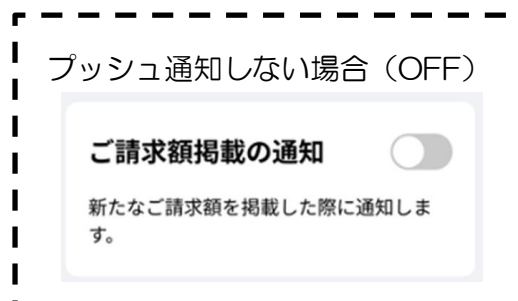 プッシュ通知しない場合（OFF）
ご請求額掲載の通知
新たなご請求額を掲載した際に通知しま
す。